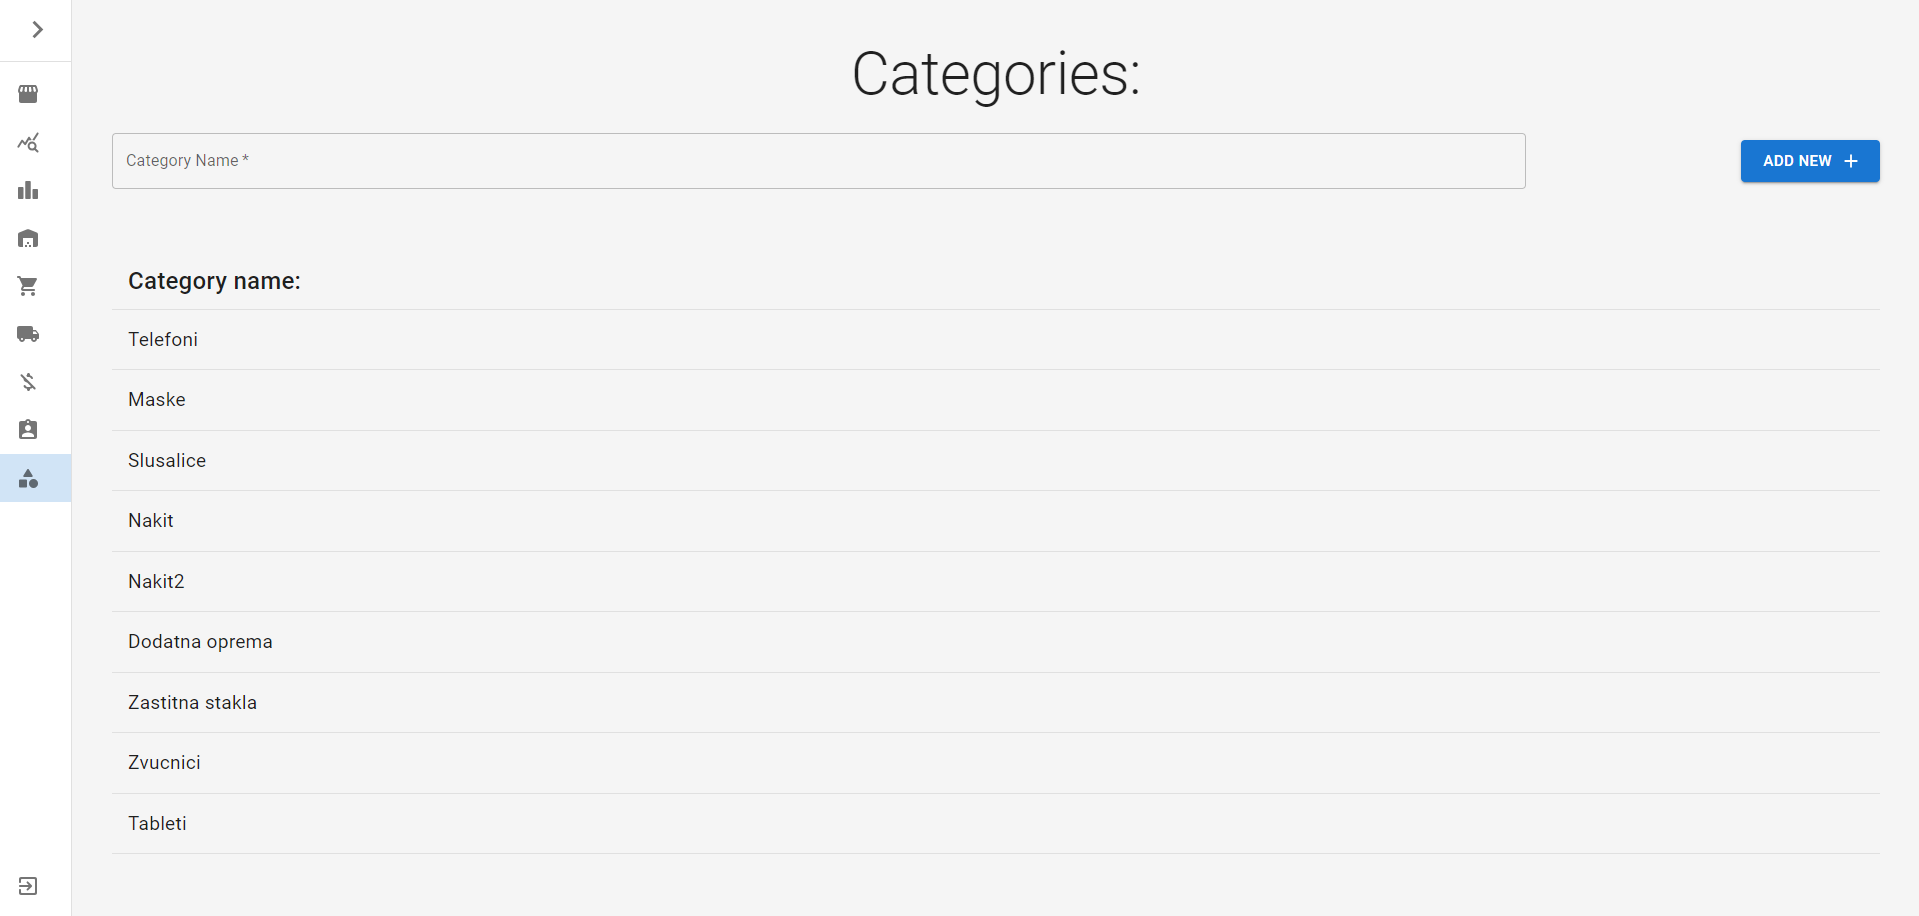 Categories:
Category Name *
ADD NEW
Category name:
Telefoni
Maske
Slusalice
Nakit
Nakit2
Dodatna oprema
Zastitna stakla
Zvucnici
Tableti